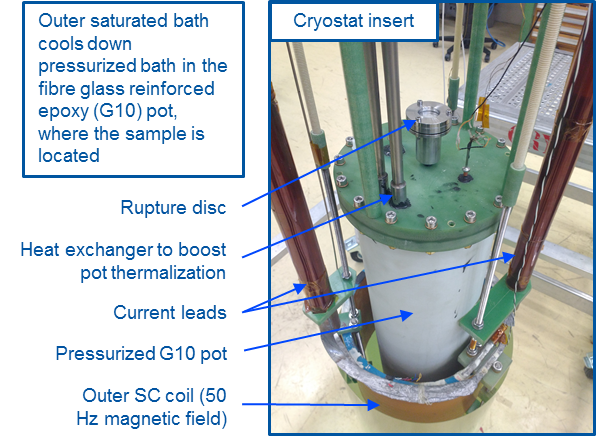 Outer saturated bath
cools down
pressurized bath in the
fibre glass reinforced
epoxy (G10) pot,
where the sample is
located
Cryostat insert
Rupture disc
Heat exchanger to boost
pot thermalization
Current leads
Pressurized G10 pot
Outer SC coil (50
Hz magnetic field)